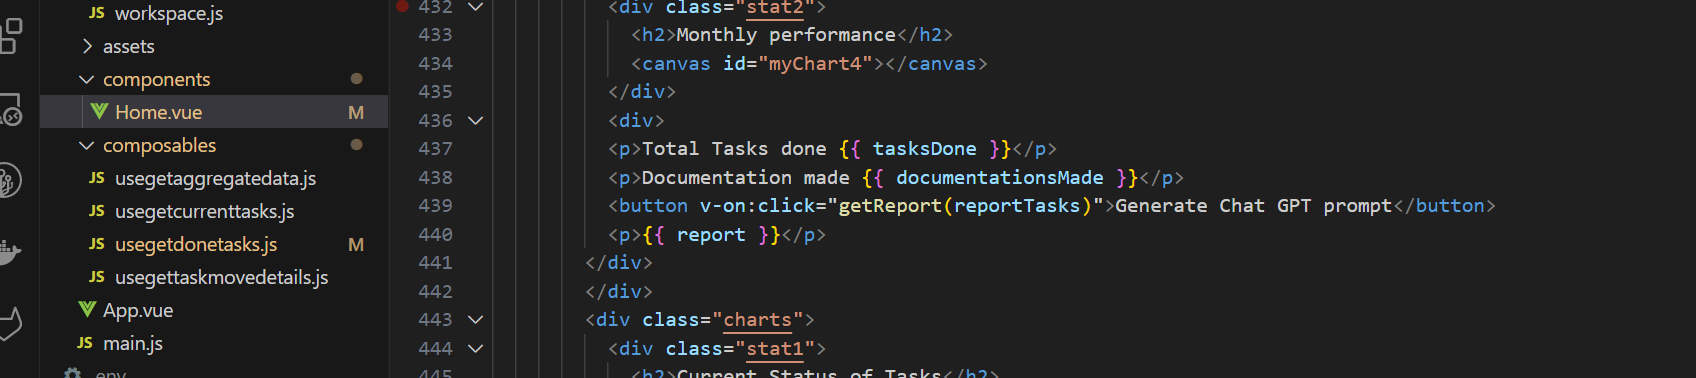 JS workspace.js
assets
components
Home.vue M
composables
JS usegetaggregatedata.js
JS usegetcurrenttasks.js
JS usegetdonetasks.js M
JS usegettaskmovedetails.js
App.vue
JS main.js
.env
432 <div class="stat2">
433 <h2>Monthly performance</h2>
434 <canvas id="myChart4"></canvas>
435 </div>
436 <div>
437 <p>Total Tasks done {{ tasksDone }}</p>
438 <p>Documentation made {{ documentationsMade }}</p>
439 <button v-on:click="getReport(reportTasks)">Generate Chat GPT prompt</button>
440 <p>{{ report }}</p>
441 </div>
442 </div>
443 <div class="charts">
444 <div class="stat1">
445 <h2>Current Status of Tasks</h2>